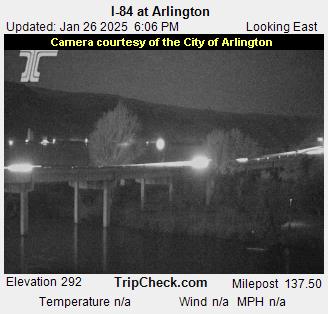 I-84 at Arlington
Updated: Jan 26 2025 6:06 PM Looking East
Camera courtesy of the City of Arlington
Elevation 292 TripCheck.com Milepost 137.50
Temperature n/a Wind n/a MPH n/a